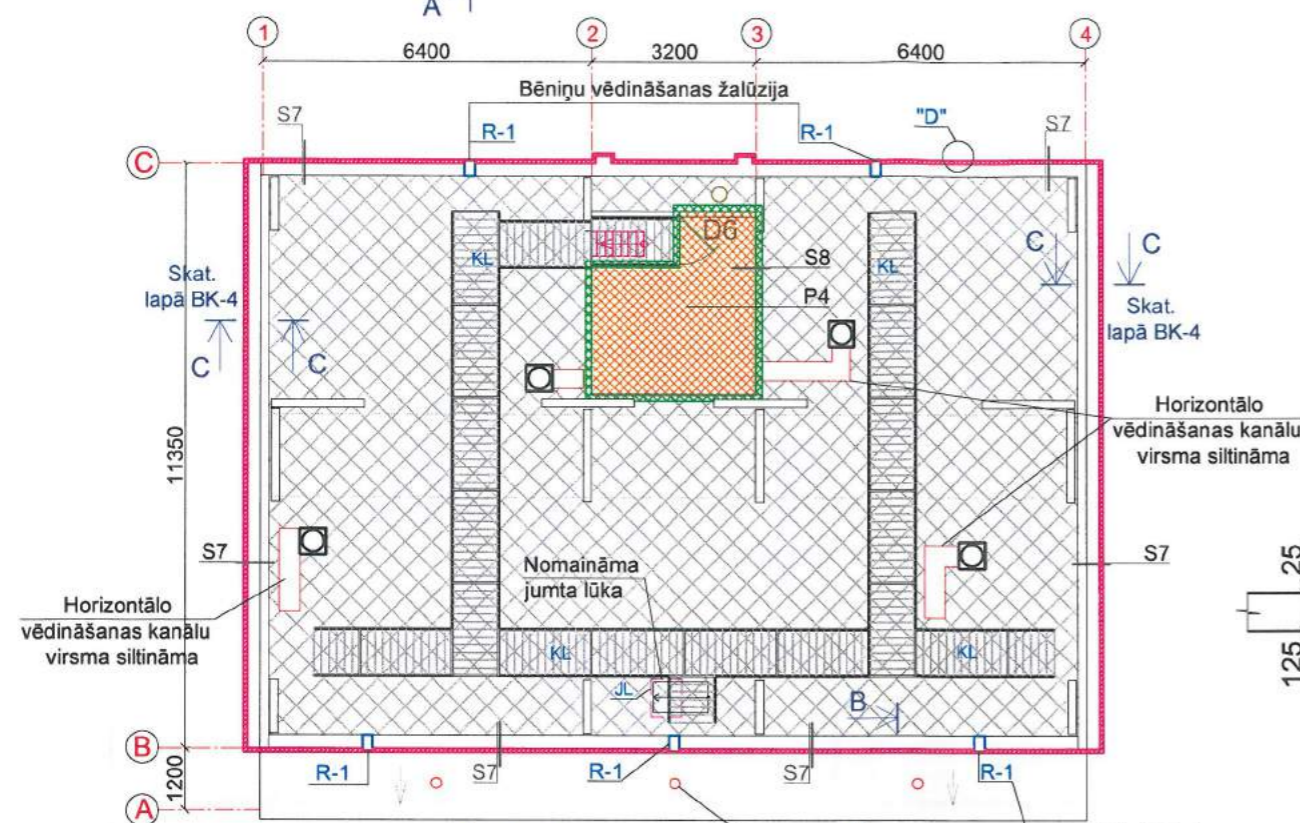 A
1 2 3 4
6400 3200 6400
Bēniņu vēdināšanas žalūzija
S7 R-1 R-1 "D" S7
C
D6
KL KL C C
S8
Skat.
lapā BK-4
P4
Skat.
lapā BK-4
C C
11350
Horizontālo
vēdināšanas kanālu
virsma siltināma
Nomaināma
jumta lūka
S7 S7
25
125
Horizontālo
vēdināšanas kanālu
virsma siltināma
KL KL
JL
B
B
R-1 S7 R-1 S7 R-1
1200
A